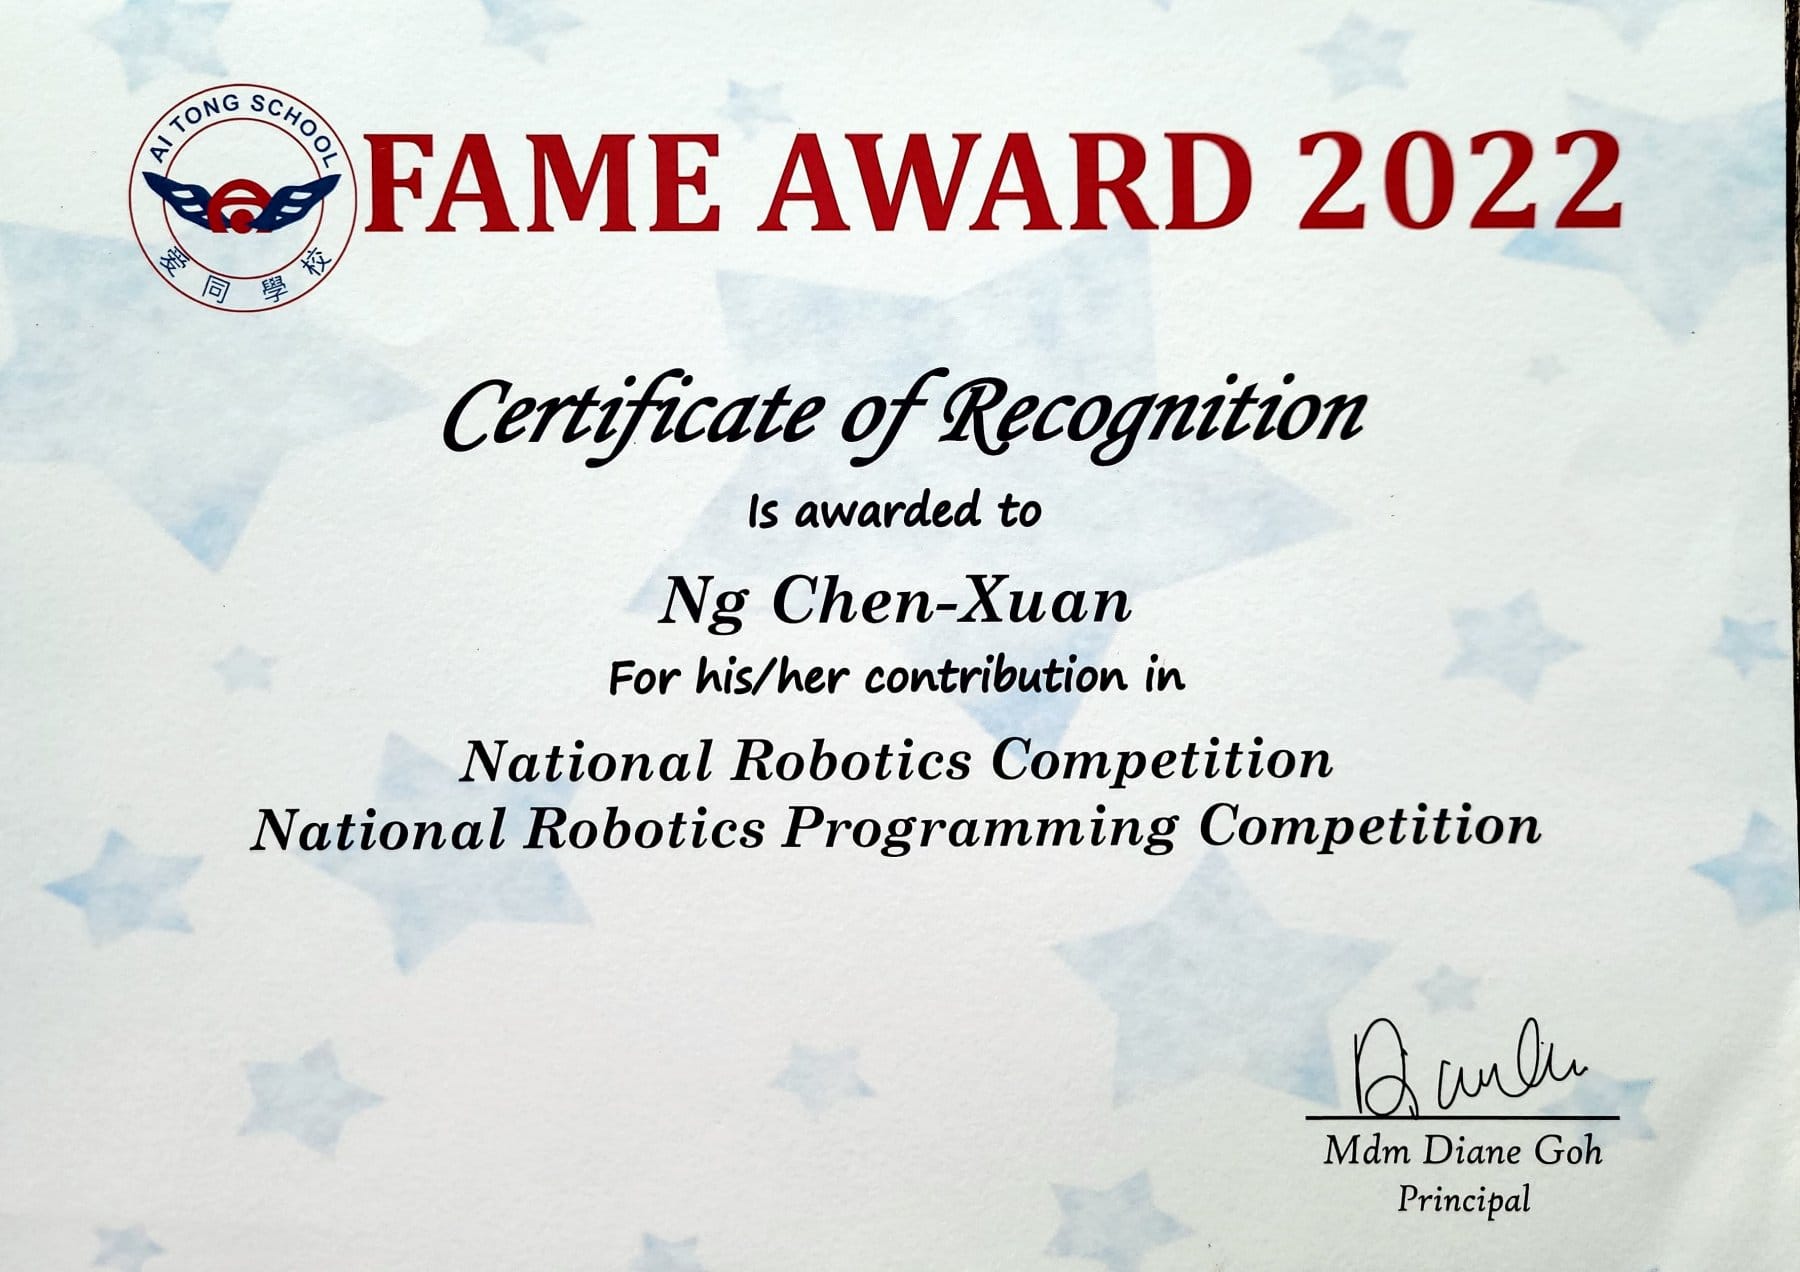 AI TONG SCHOOL
愛同學校
FAME AWARD 2022
Certificate of Recognition
Is awarded to
Ng Chen-Xuan
For his/her contribution in
National Robotics Competition
National Robotics Programming Competition
Mdm Diane Goh
Principal